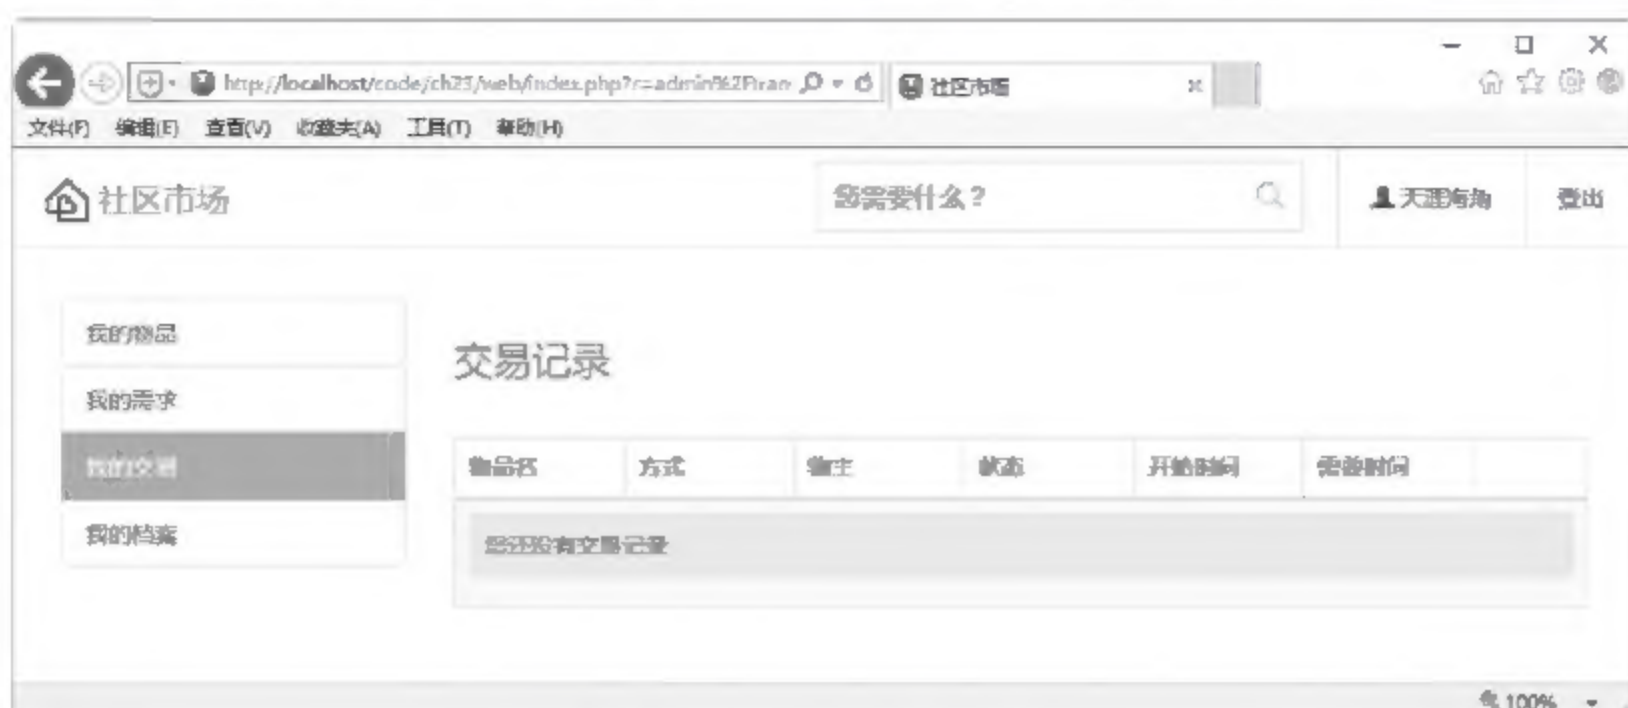 http://localhost/code/ch23/web/index.php?r=admin%2Ftran 社区市场
文件(F) 编辑(E) 查看(V) 收藏夹(A) 工具(T) 帮助(H)
社区市场 您需要什么？ 天涯海角 登出
我的物品
交易记录
我的需求
我的交易
物品名 方式 物主 状态 开始时间 需要时间
我的档案
您还没有交易记录
100%